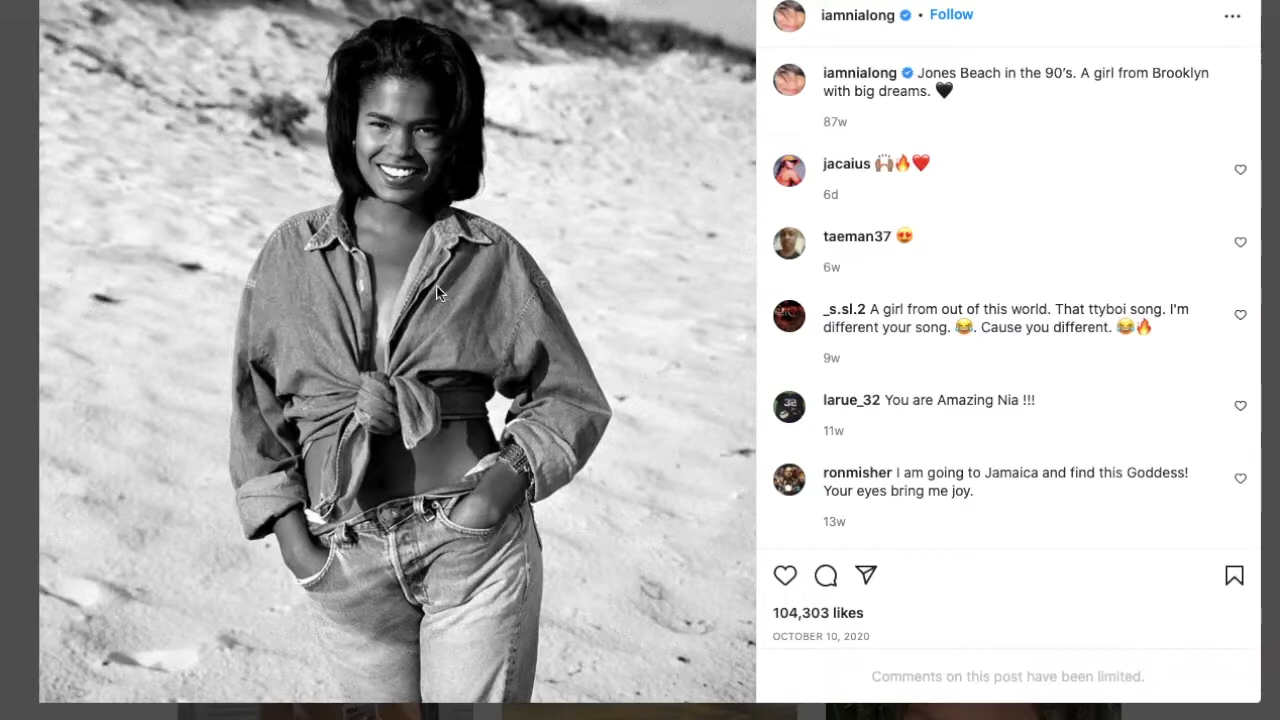 iamnialong • Follow
iamnialong Jones Beach in the 90's. A girl from Brooklyn
with big dreams. 🖤
87w
jacaius 🙌🏽🔥❤️
6d
taeman37 😍
6w
_s.sl.2 A girl from out of this world. That ttyboi song. I'm
different your song. 😂. Cause you different. 😂🔥
9w
larue_32 You are Amazing Nia !!!
11w
ronmisher I am going to Jamaica and find this Goddess!
Your eyes bring me joy.
13w
104,303 likes
OCTOBER 10, 2020
Comments on this post have been limited.